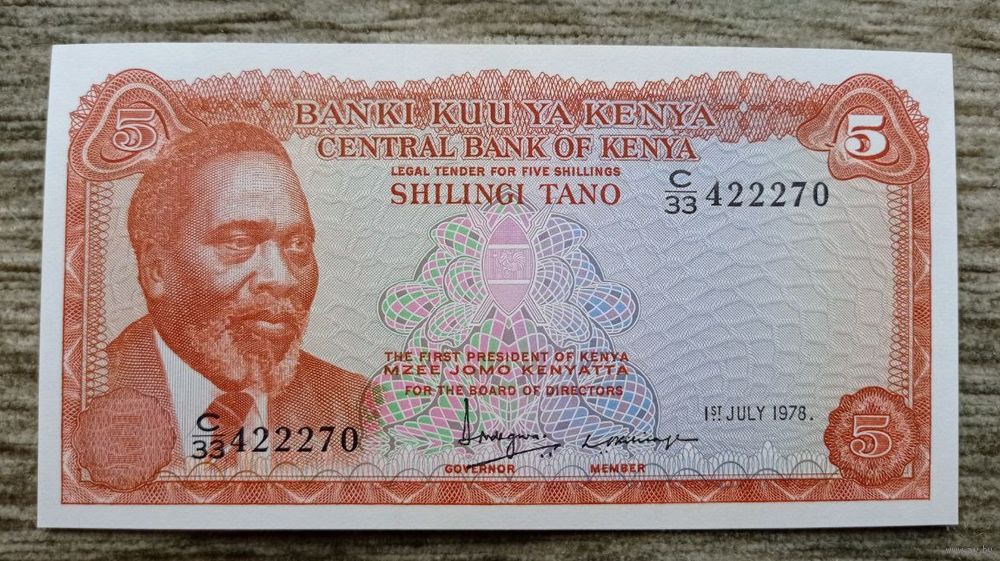 5
5
BANKI KUU YA KENYA
CENTRAL BANK OF KENYA
LEGAL TENDER FOR FIVE SHILLINGS
SHILINGI TANO
C/33 422270
THE FIRST PRESIDENT OF KENYA
MZEE JOMO KENYATTA
FOR THE BOARD OF DIRECTORS
1ST JULY 1978.
C/33 422270
5
GOVERNOR
MEMBER